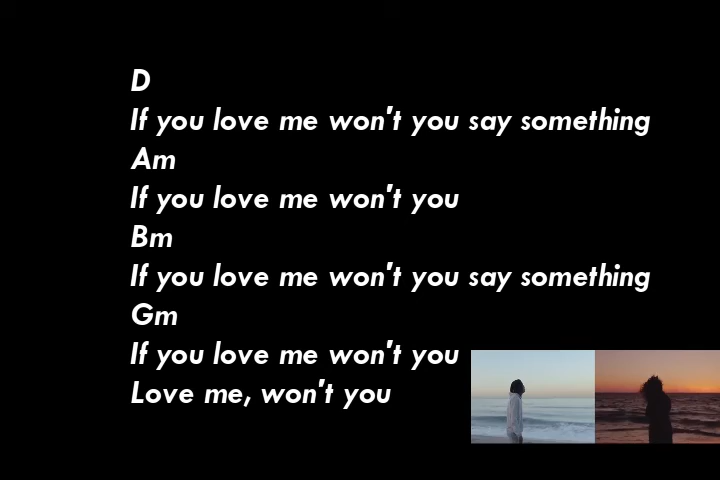 D
If you love me won't you say something
Am
If you love me won't you
Bm
If you love me won't you say something
Gm
If you love me won't you
Love me, won't you